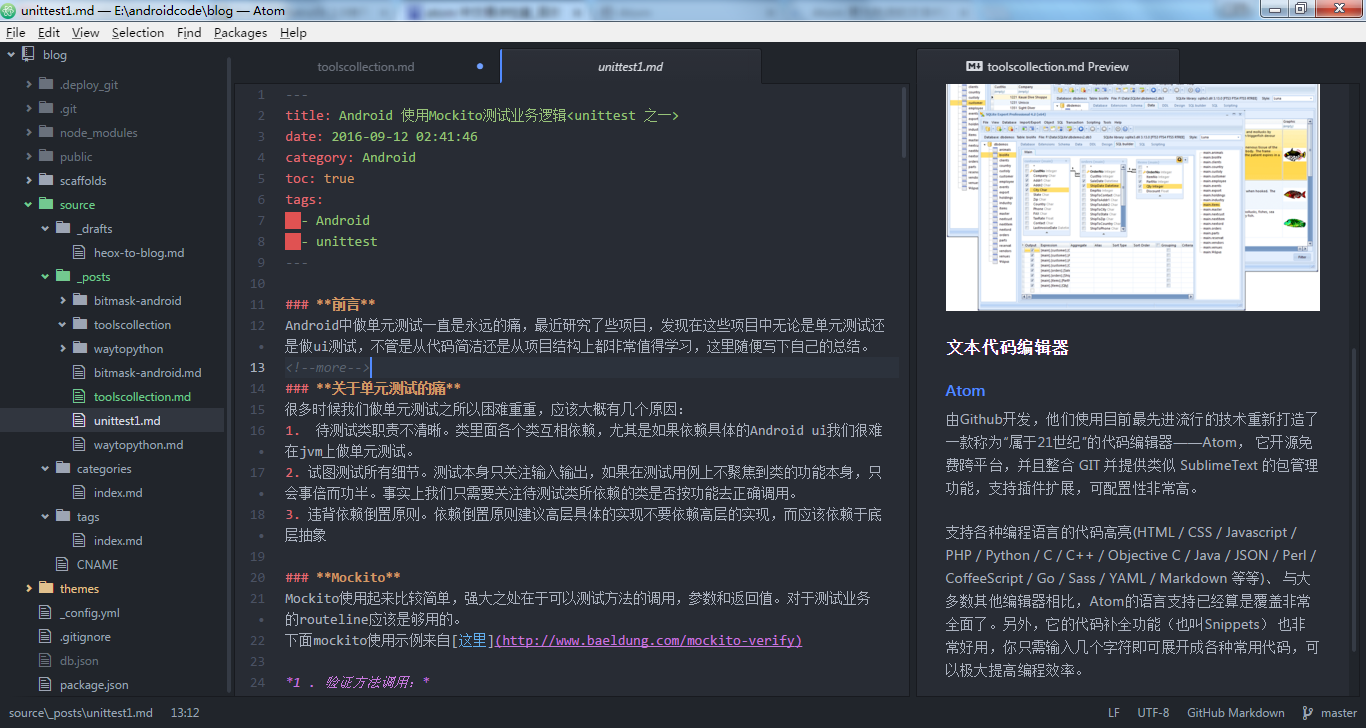 unittest1.md — E:\androidcode\blog — Atom
File Edit View Selection Find Packages Help
blog
.deploy_git
.git
node_modules
public
scaffolds
source
_drafts
heox-to-blog.md
_posts
bitmask-android
toolscollection
waytopython
bitmask-android.md
toolscollection.md
unittest1.md
waytopython.md
categories
index.md
tags
index.md
CNAME
themes
_config.yml
.gitignore
db.json
package.json
toolscollection.md
unittest1.md
1 ---
2 title: Android 使用Mockito测试业务逻辑<unittest 之一>
3 date: 2016-09-12 02:41:46
4 category: Android
5 toc: true
6 tags:
7 - Android
8 - unittest
9 ---
10
11 ### **前言**
12 Android中做单元测试一直是永远的痛，最近研究了些项目，发现在这些项目中无论是单元测试还
• 是做ui测试，不管是从代码简洁还是从项目结构上都非常值得学习，这里随便写下自己的总结。
13 <!--more-->
14 ### **关于单元测试的痛**
15 很多时候我们做单元测试之所以困难重重，应该大概有几个原因：
16 1. 待测试类职责不清晰。类里面各个类互相依赖，尤其是如果依赖具体的Android ui我们很难
• 在jvm上做单元测试。
17 2. 试图测试所有细节。测试本身只关注输入输出，如果在测试用例上不聚焦到类的功能本身，只
• 会事倍而功半。事实上我们只需要关注待测试类所依赖的类是否按功能去正确调用。
18 3. 违背依赖倒置原则。依赖倒置原则建议高层具体的实现不要依赖高层的实现，而应该依赖于底
• 层抽象
19
20 ### **Mockito**
21 Mockito使用起来比较简单，强大之处在于可以测试方法的调用，参数和返回值。对于测试业务
• 的routeline应该是够用的。
22 下面mockito使用示例来自[这里](http://www.baeldung.com/mockito-verify)
23
24 *1 . 验证方法调用：*
toolscollection.md Preview
文本代码编辑器
Atom
由Github开发，他们使用目前最先进流行的技术重新打造了
一款称为“属于21世纪”的代码编辑器——Atom， 它开源免
费跨平台，并且整合 GIT 并提供类似 SublimeText 的包管理
功能，支持插件扩展，可配置性非常高。
支持各种编程语言的代码高亮(HTML / CSS / Javascript /
PHP / Python / C / C++ / Objective C / Java / JSON / Perl /
CoffeeScript / Go / Sass / YAML / Markdown 等等)、 与大
多数其他编辑器相比，Atom的语言支持已经算是覆盖非常
全面了。另外，它的代码补全功能（也叫Snippets） 也非
常好用，你只需输入几个字符即可展开成各种常用代码，可
以极大提高编程效率。
source\_posts\unittest1.md 13:12
LF UTF-8 GitHub Markdown master